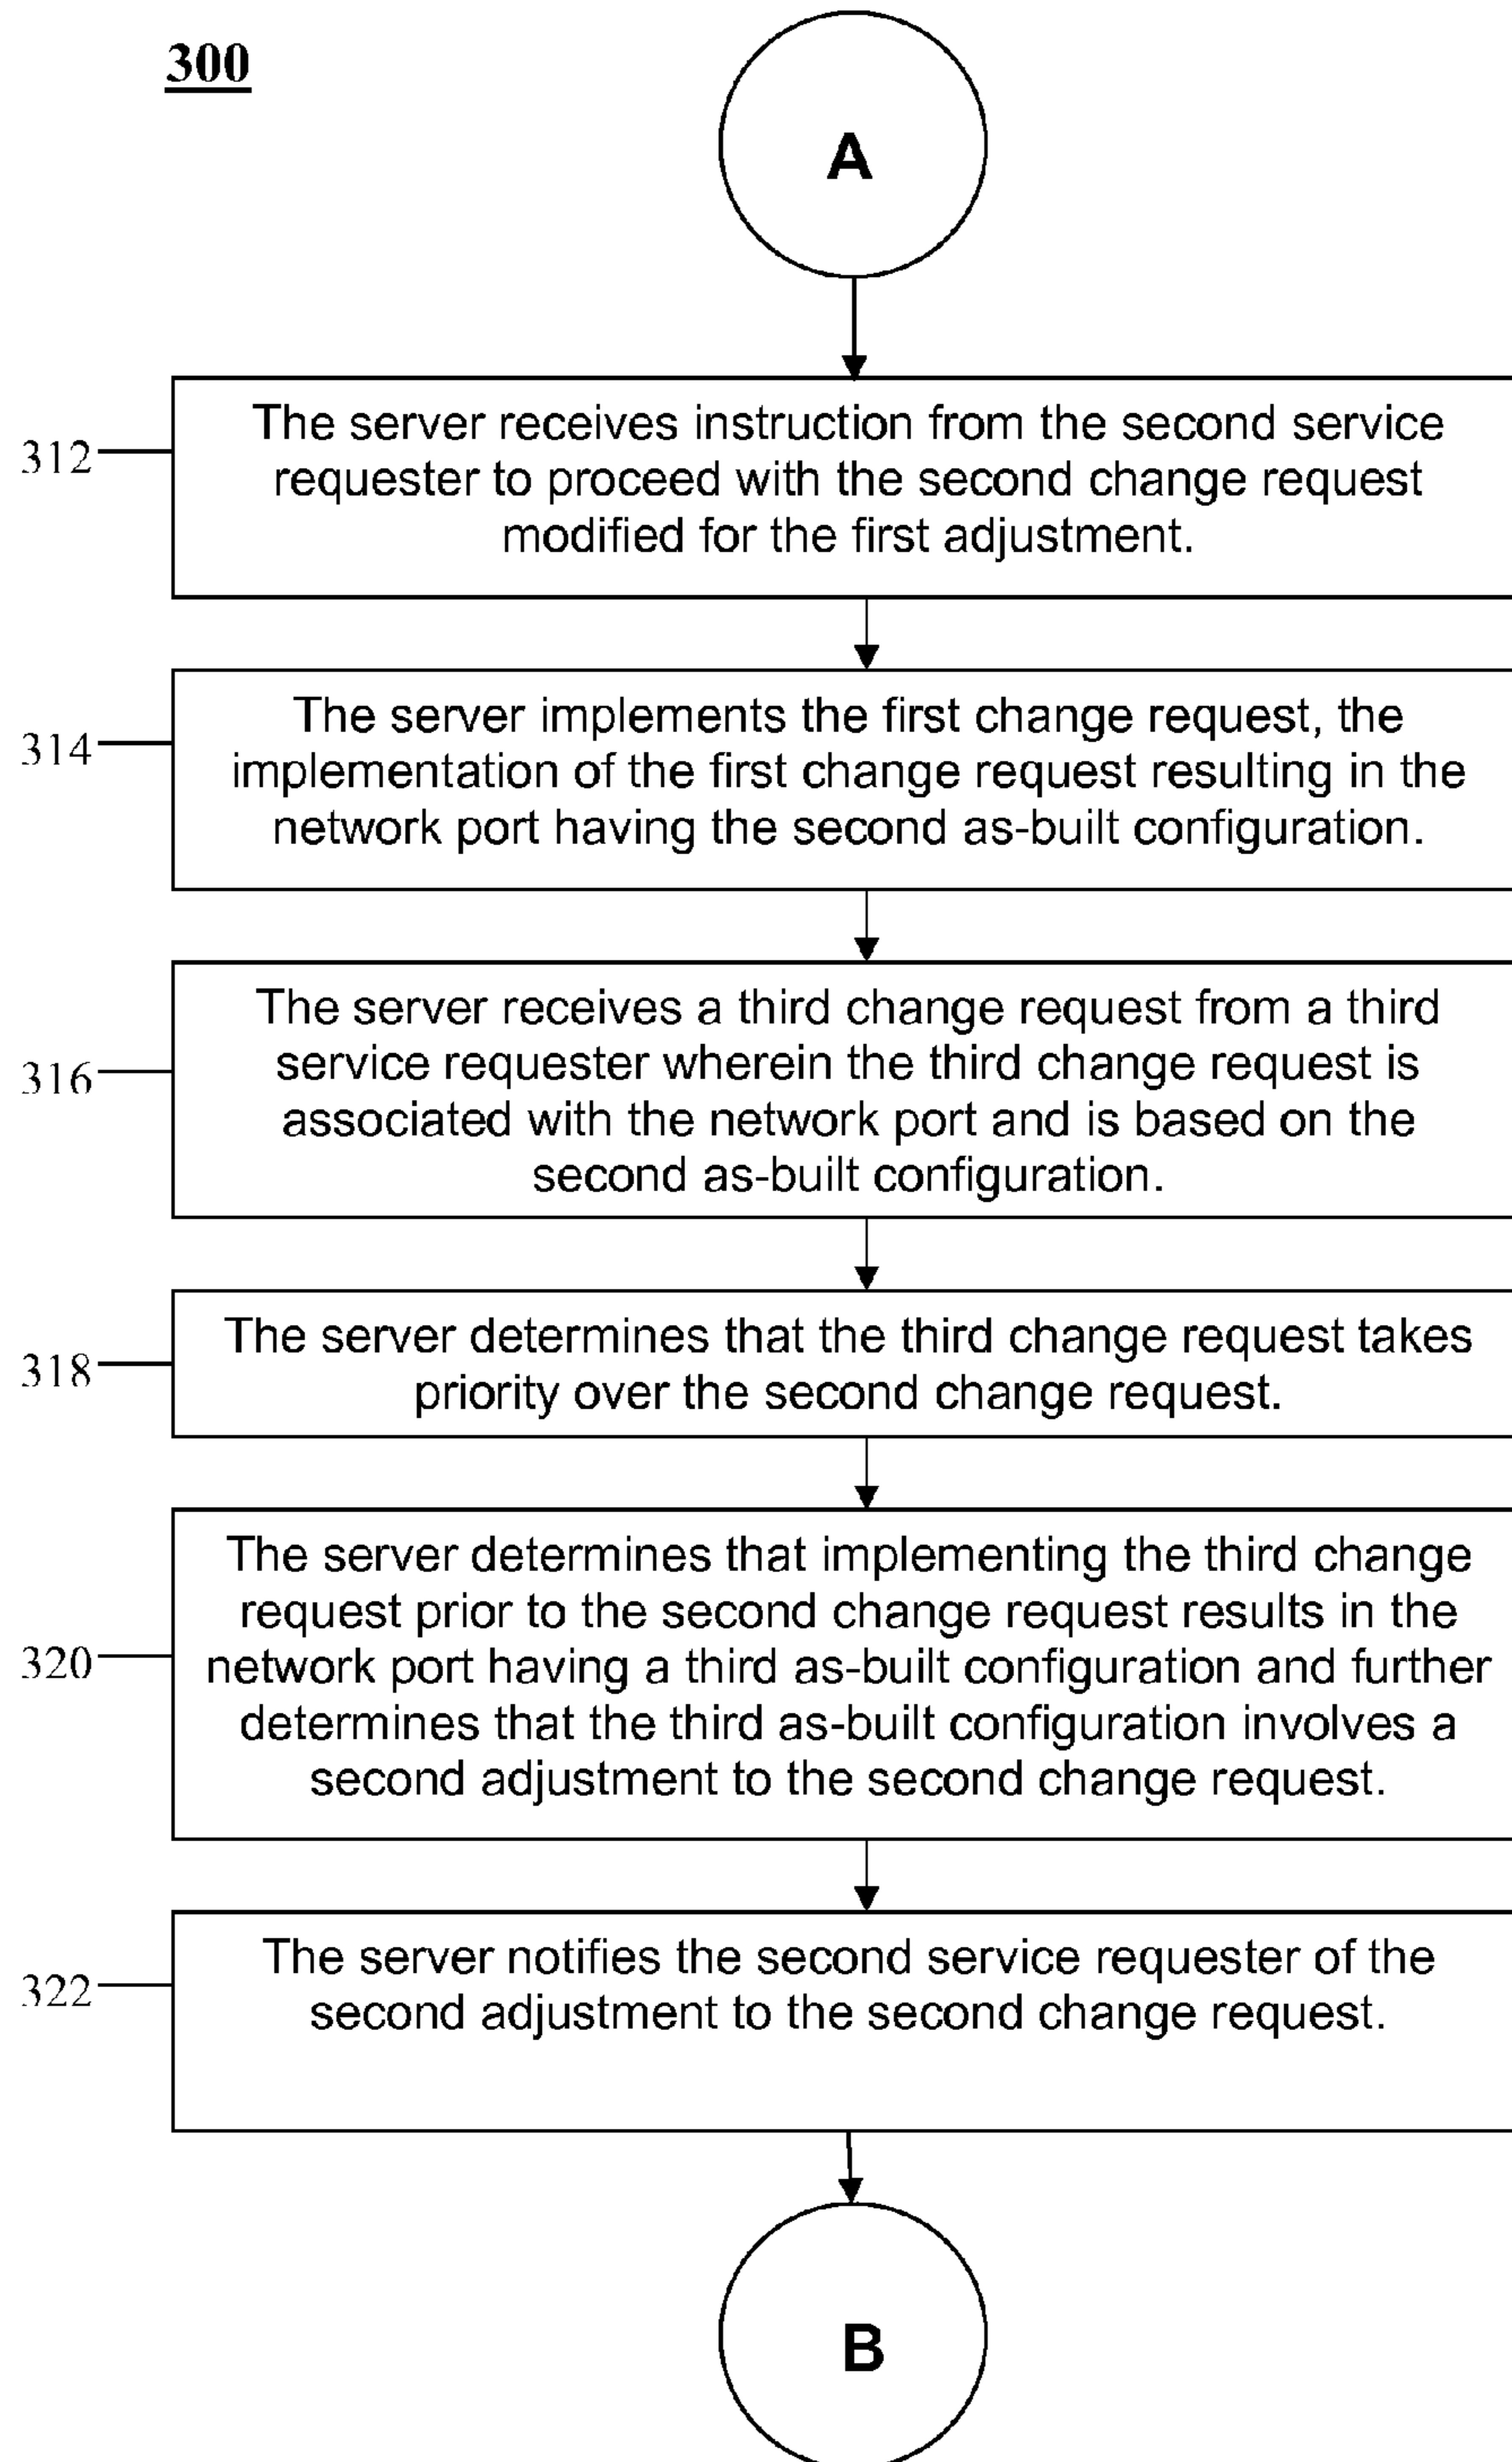 300
A
312
The server receives instruction from the second service
requester to proceed with the second change request
modified for the first adjustment.
314
The server implements the first change request, the
implementation of the first change request resulting in the
network port having the second as-built configuration.
316
The server receives a third change request from a third
service requester wherein the third change request is
associated with the network port and is based on the
second as-built configuration.
318
The server determines that the third change request takes
priority over the second change request.
320
The server determines that implementing the third change
request prior to the second change request results in the
network port having a third as-built configuration and further
determines that the third as-built configuration involves a
second adjustment to the second change request.
322
The server notifies the second service requester of the
second adjustment to the second change request.
B